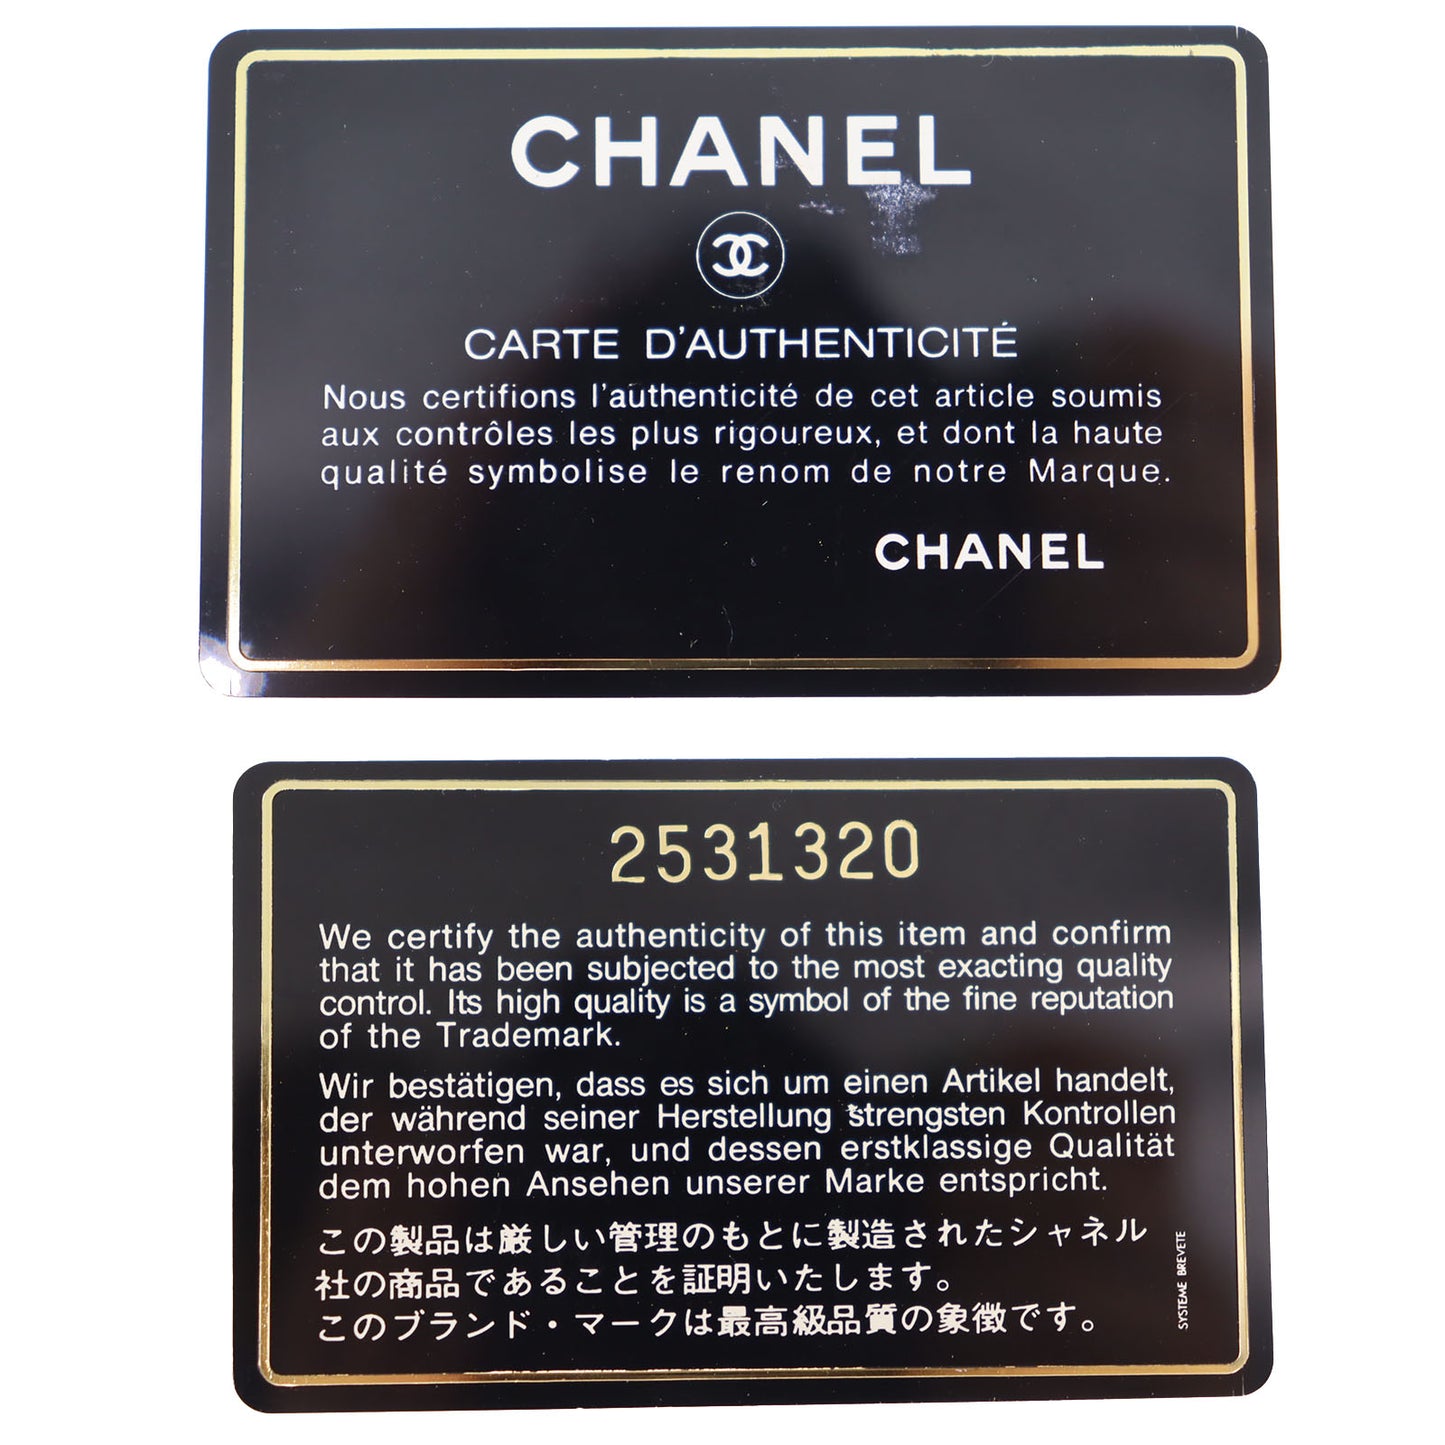 CHANEL
CARTE D'AUTHENTICITÉ
Nous certifions l'authenticité de cet article soumis
aux contrôles les plus rigoureux, et dont la haute
qualité symbolise le renom de notre Marque.
CHANEL
2531320
We certify the authenticity of this item and confirm
that it has been subjected to the most exacting quality
control. Its high quality is a symbol of the fine reputation
of the Trademark.
Wir bestätigen, dass es sich um einen Artikel handelt,
der während seiner Herstellung strengsten Kontrollen
unterworfen war, und dessen erstklassige Qualität
dem hohen Ansehen unserer Marke entspricht.
この製品は厳しい管理のもとに製造されたシャネル
社の商品であることを証明いたします。
このブランド・マークは最高級品質の象徴です。
SYSTEME BREVETE